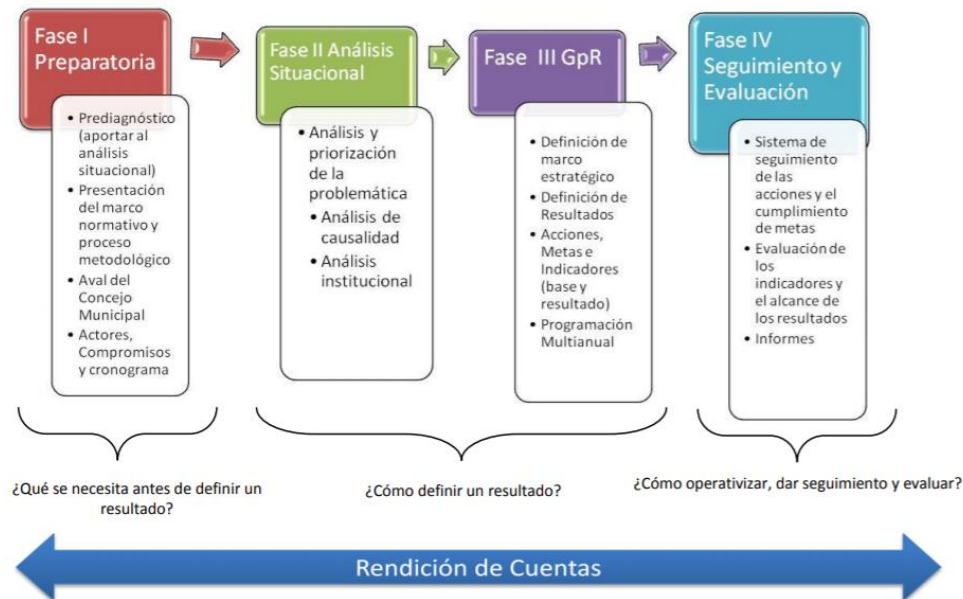 Fase I
Preparatoria
• Prediagnóstico
(aportar al
análisis
situacional)
• Presentación
del marco
normativo y
proceso
metodológico
• Aval del
Concejo
Municipal
• Actores,
Compromisos
y cronograma
Fase II Análisis
Situacional
• Análisis y
priorización
de la
problemática
• Análisis de
causalidad
• Análisis
institucional
Fase III GpR
• Definición de
marco
estratégico
• Definición de
Resultados
• Acciones,
Metas e
Indicadores
(base y
resultado)
• Programación
Multianual
Fase IV
Seguimiento y
Evaluación
• Sistema de
seguimiento
de las
acciones y el
cumplimiento
de metas
• Evaluación de
los
indicadores y
el alcance de
los resultados
• Informes
¿Qué se necesita antes de definir un
resultado?
¿Cómo definir un resultado?
¿Cómo operativizar, dar seguimiento y evaluar?
Rendición de Cuentas